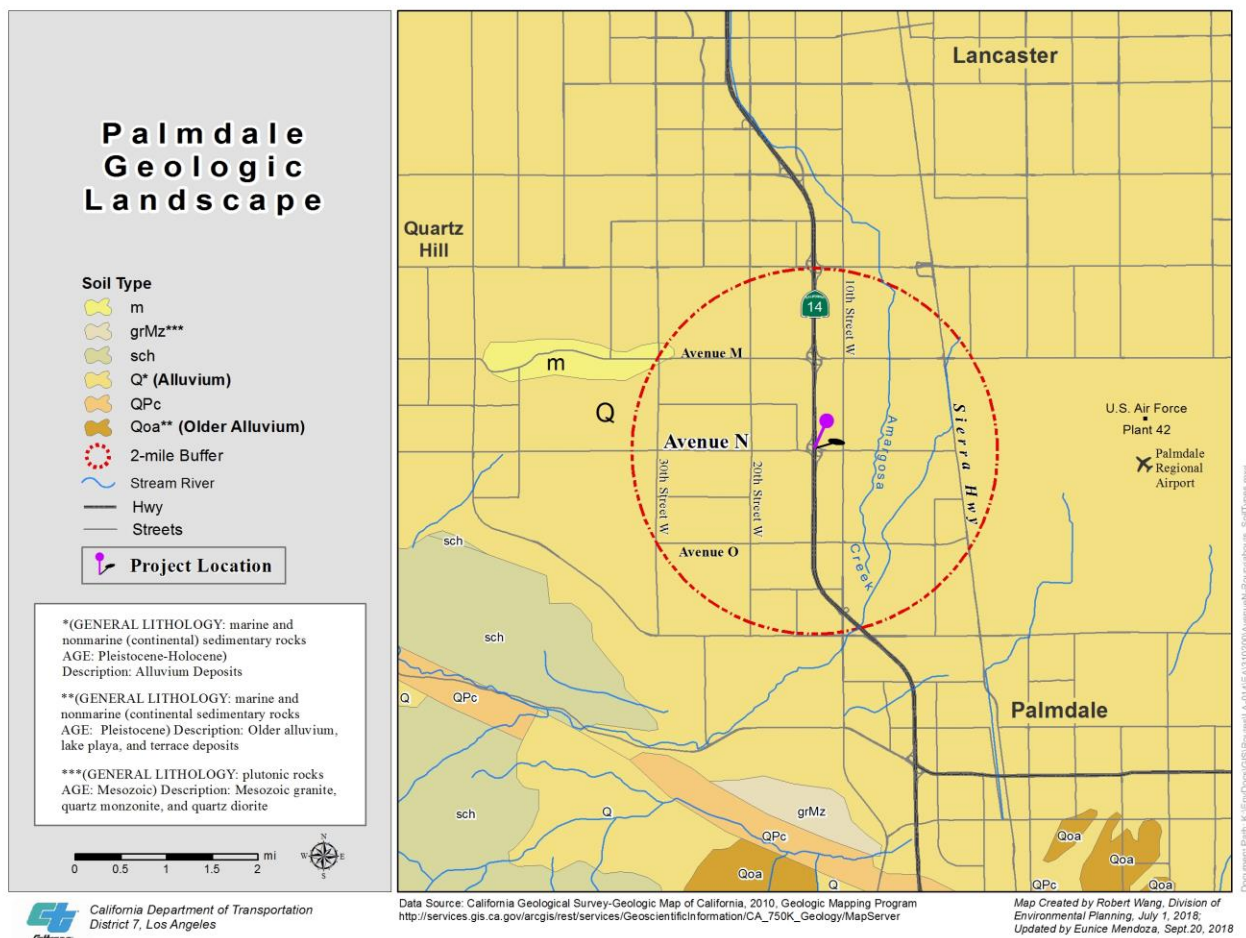 Palmdale
Geologic
Landscape
Soil Type
m
grMz***
sch
Q* (Alluvium)
QPc
Qoa** (Older Alluvium)
2-mile Buffer
Stream River
Hwy
Streets
Project Location
*(GENERAL LITHOLOGY: marine and
nonmarine (continental) sedimentary rocks
AGE: Pleistocene-Holocene)
Description: Alluvium Deposits
**(GENERAL LITHOLOGY: marine and
nonmarine (continental sedimentary rocks
AGE: Pleistocene) Description: Older alluvium,
lake playa, and terrace deposits
***(GENERAL LITHOLOGY: plutonic rocks
AGE: Mesozoic) Description: Mesozoic granite,
quartz monzonite, and quartz diorite
N
W E
S
0 0.5 1 1.5 2 mi
California Department of Transportation
District 7, Los Angeles
Lancaster
Quartz
Hill
14
10th Street W
Avenue M
m
Q
Avenue N
Amargosa
Creek
Sierra Hwy
U.S. Air Force
Plant 42
Palmdale
Regional
Airport
30th Street W
20th Street W
Avenue O
sch
sch
Q
QPc
Palmdale
sch
Q
grMz
QPc
Qoa
Q
Qoa
Qoa
QPc
Qoa
Data Source: California Geological Survey-Geologic Map of California, 2010, Geologic Mapping Program
http://services.gis.ca.gov/arcgis/rest/services/GeoscientificInformation/CA_750K_Geology/MapServer
Map Created by Robert Wang, Division of
Environmental Planning, July 1, 2018;
Updated by Eunice Mendoza, Sept.20, 2018